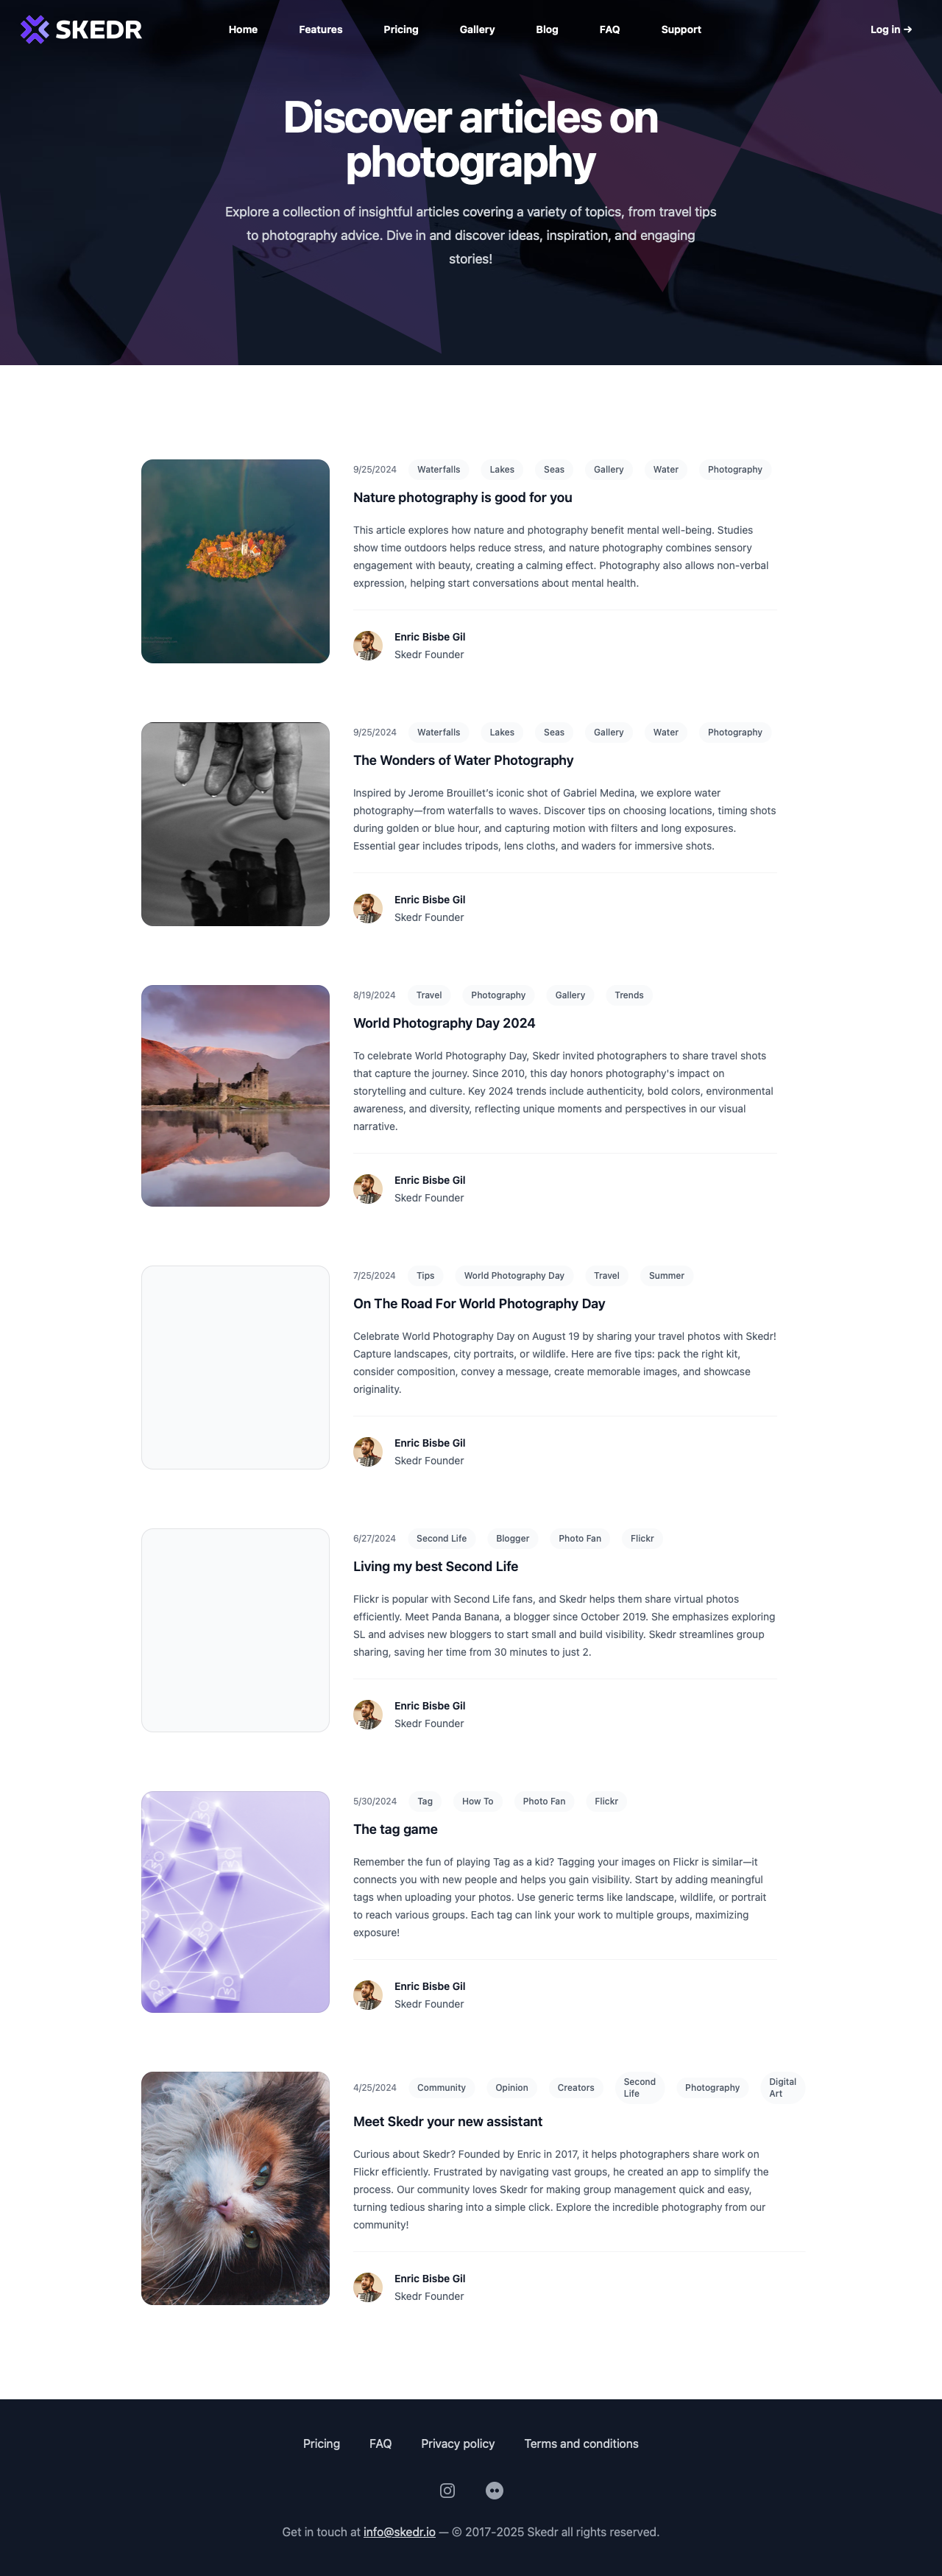 SKEDR
Home Features Pricing Gallery Blog FAQ Support Log in →
Discover articles on
photography
Explore a collection of insightful articles covering a variety of topics, from travel tips
to photography advice. Dive in and discover ideas, inspiration, and engaging
stories!
9/25/2024 Waterfalls Lakes Seas Gallery Water Photography
Nature photography is good for you
This article explores how nature and photography benefit mental well-being. Studies
show time outdoors helps reduce stress, and nature photography combines sensory
engagement with beauty, creating a calming effect. Photography also allows non-verbal
expression, helping start conversations about mental health.
Enric Bisbe Gil
Skedr Founder
9/25/2024 Waterfalls Lakes Seas Gallery Water Photography
The Wonders of Water Photography
Inspired by Jerome Brouillet's iconic shot of Gabriel Medina, we explore water
photography—from waterfalls to waves. Discover tips on choosing locations, timing shots
during golden or blue hour, and capturing motion with filters and long exposures.
Essential gear includes tripods, lens cloths, and waders for immersive shots.
Enric Bisbe Gil
Skedr Founder
8/19/2024 Travel Photography Gallery Trends
World Photography Day 2024
To celebrate World Photography Day, Skedr invited photographers to share travel shots
that capture the journey. Since 2010, this day honors photography's impact on
storytelling and culture. Key 2024 trends include authenticity, bold colors, environmental
awareness, and diversity, reflecting unique moments and perspectives in our visual
narrative.
Enric Bisbe Gil
Skedr Founder
7/25/2024 Tips World Photography Day Travel Summer
On The Road For World Photography Day
Celebrate World Photography Day on August 19 by sharing your travel photos with Skedr!
Capture landscapes, city portraits, or wildlife. Here are five tips: pack the right kit,
consider composition, convey a message, create memorable images, and showcase
originality.
Enric Bisbe Gil
Skedr Founder
6/27/2024 Second Life Blogger Photo Fan Flickr
Living my best Second Life
Flickr is popular with Second Life fans, and Skedr helps them share virtual photos
efficiently. Meet Panda Banana, a blogger since October 2019. She emphasizes exploring
SL and advises new bloggers to start small and build visibility. Skedr streamlines group
sharing, saving her time from 30 minutes to just 2.
Enric Bisbe Gil
Skedr Founder
5/30/2024 Tag How To Photo Fan Flickr
The tag game
Remember the fun of playing Tag as a kid? Tagging your images on Flickr is similar—it
connects you with new people and helps you gain visibility. Start by adding meaningful
tags when uploading your photos. Use generic terms like landscape, wildlife, or portrait
to reach various groups. Each tag can link your work to multiple groups, maximizing
exposure!
Enric Bisbe Gil
Skedr Founder
4/25/2024 Community Opinion Creators Second Life Photography Digital Art
Meet Skedr your new assistant
Curious about Skedr? Founded by Enric in 2017, it helps photographers share work on
Flickr efficiently. Frustrated by navigating vast groups, he created an app to simplify the
process. Our community loves Skedr for making group management quick and easy,
turning tedious sharing into a simple click. Explore the incredible photography from our
community!
Enric Bisbe Gil
Skedr Founder
Pricing FAQ Privacy policy Terms and conditions
Get in touch at info@skedr.io — © 2017-2025 Skedr all rights reserved.